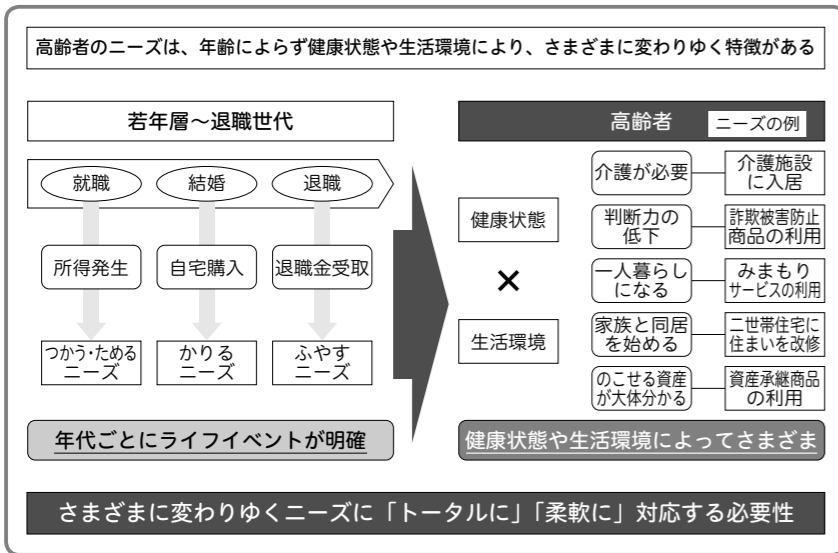 高齢者のニーズは、年齢によらず健康状態や生活環境により、さまざまに変わりゆく特徴がある
若年層～退職世代
就職
結婚
退職
所得発生
自宅購入
退職金受取
つかう・ためる
ニーズ
かりる
ニーズ
ふやす
ニーズ
年代ごとにライフイベントが明確
高齢者
ニーズの例
健康状態
×
生活環境
介護が必要
介護施設
に入居
判断力の
低下
詐欺被害防止
商品の利用
一人暮らし
になる
みまもり
サービスの利用
家族と同居
を始める
二世帯住宅に
住まいを改修
のこせる資産
が大体分かる
資産承継商品
の利用
健康状態や生活環境によってさまざま
さまざまに変わりゆくニーズに「トータルに」「柔軟に」対応する必要性